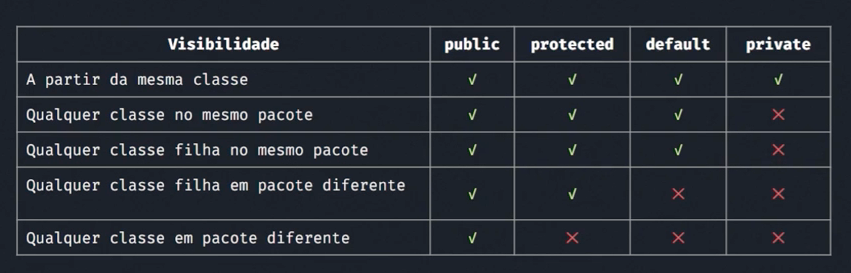 Visibilidade public protected default private
A partir da mesma classe √ √ √ √
Qualquer classe no mesmo pacote √ √ √ ×
Qualquer classe filha no mesmo pacote √ √ √ ×
Qualquer classe filha em pacote diferente √ √ × ×
Qualquer classe em pacote diferente √ × × ×